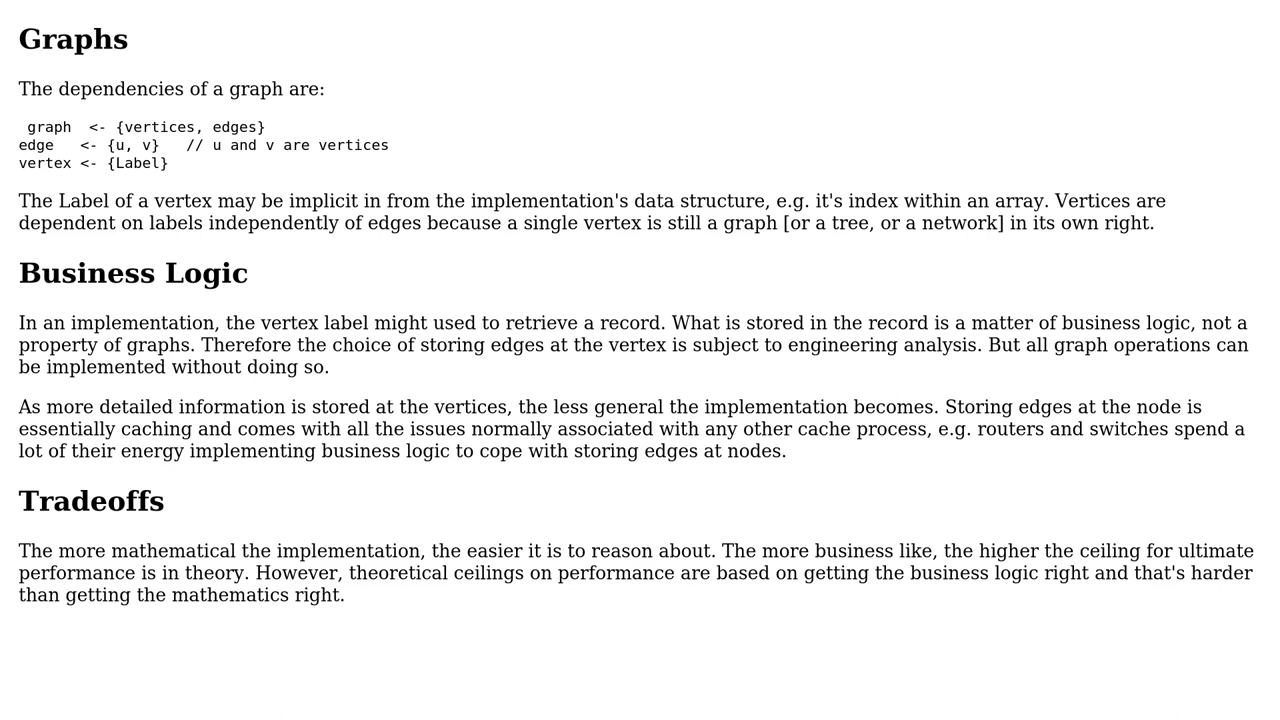 Graphs
The dependencies of a graph are:
 graph  <- {vertices, edges}
edge   <- {u, v}   // u and v are vertices
vertex <- {Label}
The Label of a vertex may be implicit in from the implementation's data structure, e.g. it's index within an array. Vertices are
dependent on labels independently of edges because a single vertex is still a graph [or a tree, or a network] in its own right.
Business Logic
In an implementation, the vertex label might used to retrieve a record. What is stored in the record is a matter of business logic, not a
property of graphs. Therefore the choice of storing edges at the vertex is subject to engineering analysis. But all graph operations can
be implemented without doing so.
As more detailed information is stored at the vertices, the less general the implementation becomes. Storing edges at the node is
essentially caching and comes with all the issues normally associated with any other cache process, e.g. routers and switches spend a
lot of their energy implementing business logic to cope with storing edges at nodes.
Tradeoffs
The more mathematical the implementation, the easier it is to reason about. The more business like, the higher the ceiling for ultimate
performance is in theory. However, theoretical ceilings on performance are based on getting the business logic right and that's harder
than getting the mathematics right.